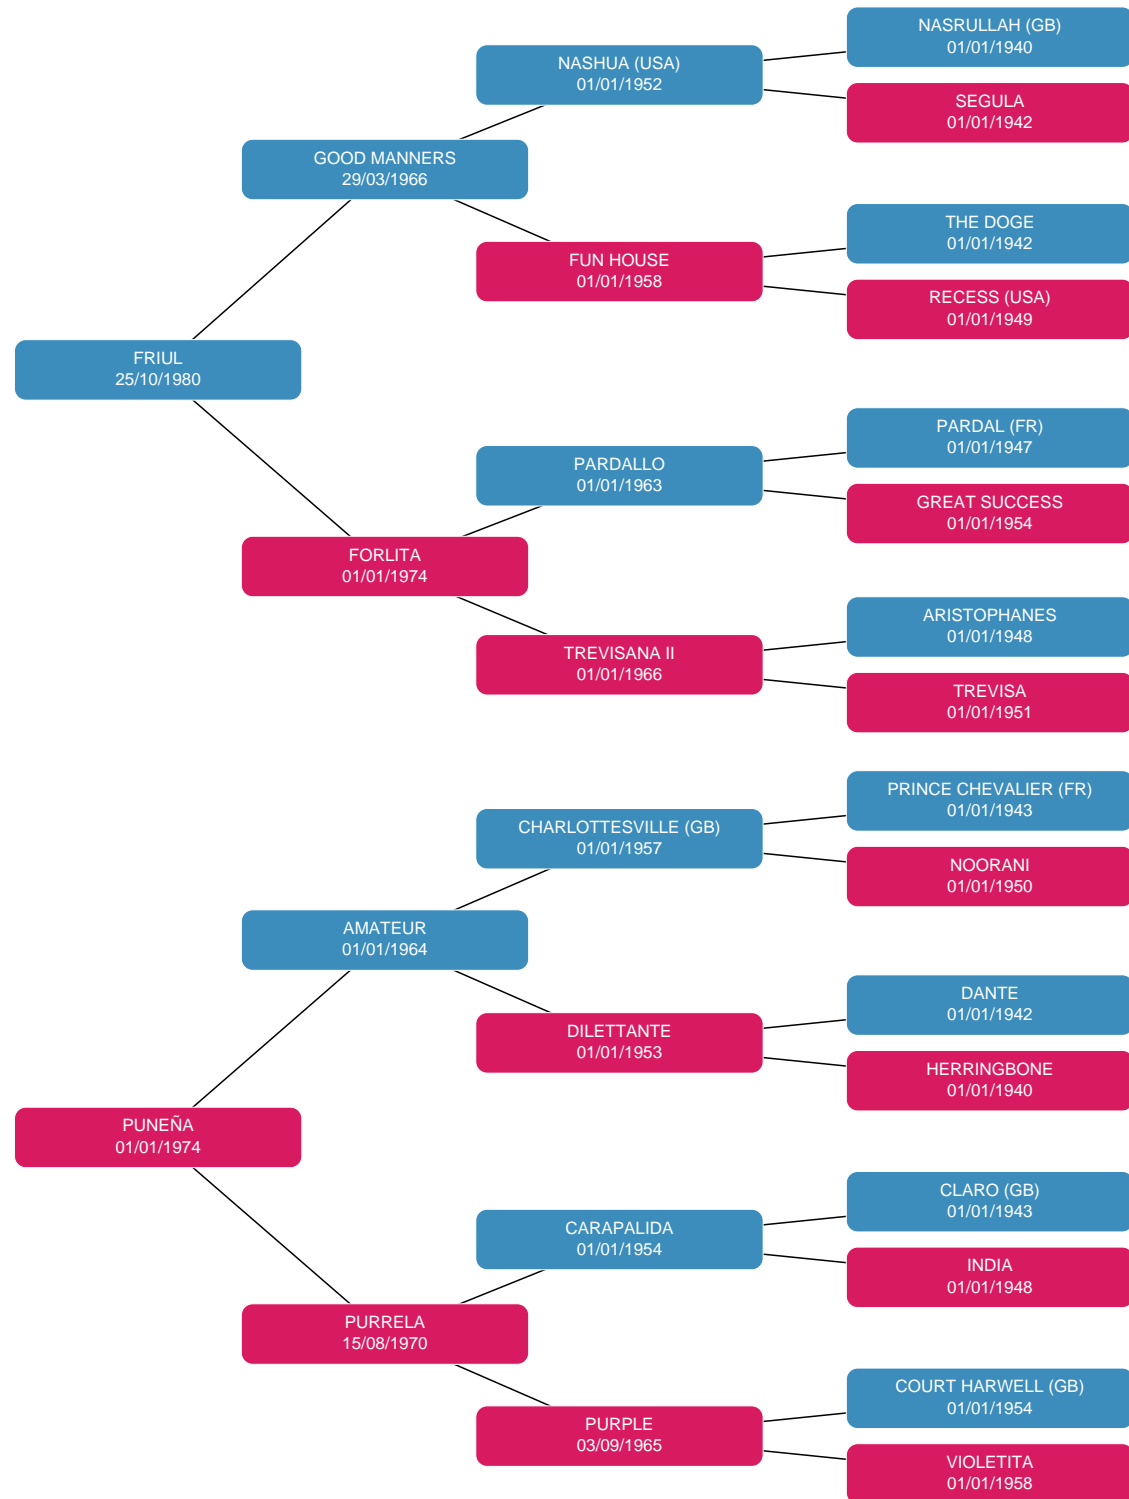 NASRULLAH (GB)
01/01/1940
NASHUA (USA)
01/01/1952
SEGULA
01/01/1942
GOOD MANNERS
29/03/1966
THE DOGE
01/01/1942
FUN HOUSE
01/01/1958
RECESS (USA)
01/01/1949
FRIUL
25/10/1980
PARDAL (FR)
01/01/1947
PARDALLO
01/01/1963
GREAT SUCCESS
01/01/1954
FORLITA
01/01/1974
ARISTOPHANES
01/01/1948
TREVISANA II
01/01/1966
TREVISA
01/01/1951
PRINCE CHEVALIER (FR)
01/01/1943
CHARLOTTESVILLE (GB)
01/01/1957
NOORANI
01/01/1950
AMATEUR
01/01/1964
DANTE
01/01/1942
DILETTANTE
01/01/1953
HERRINGBONE
01/01/1940
PUNEÑA
01/01/1974
CLARO (GB)
01/01/1943
CARAPALIDA
01/01/1954
INDIA
01/01/1948
PURRELA
15/08/1970
COURT HARWELL (GB)
01/01/1954
PURPLE
03/09/1965
VIOLETITA
01/01/1958